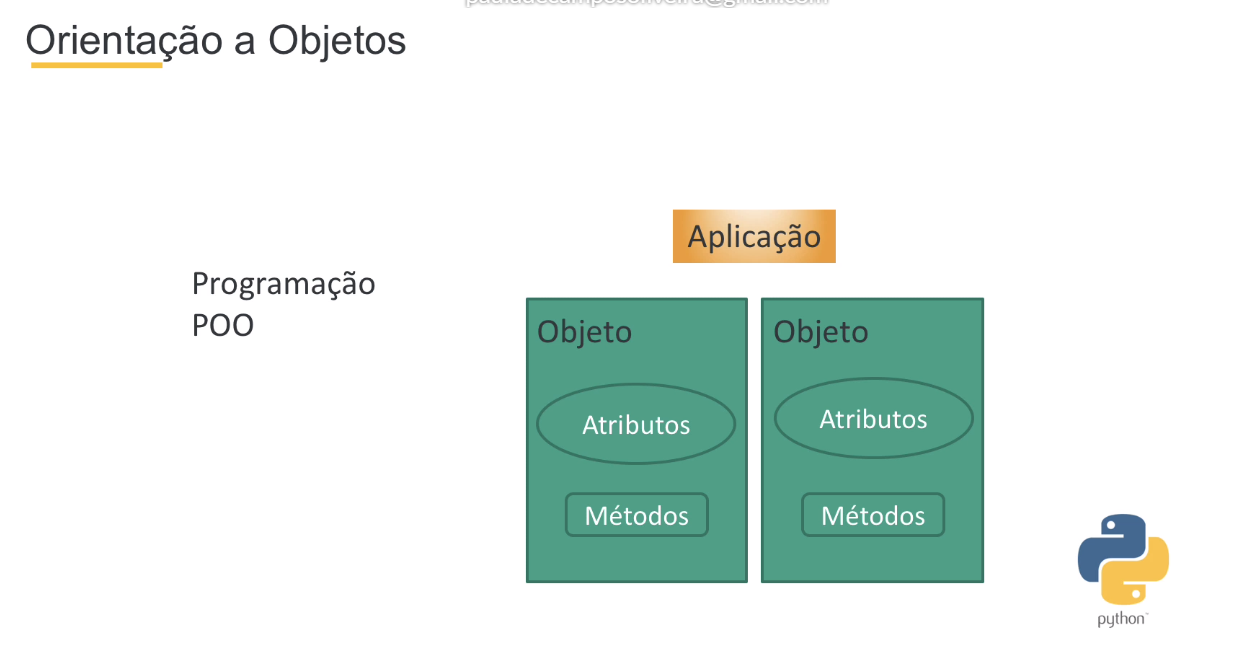 Orientação a Objetos
Aplicação
Programação
POO
Objeto
Atributos
Métodos
Objeto
Atributos
Métodos
python